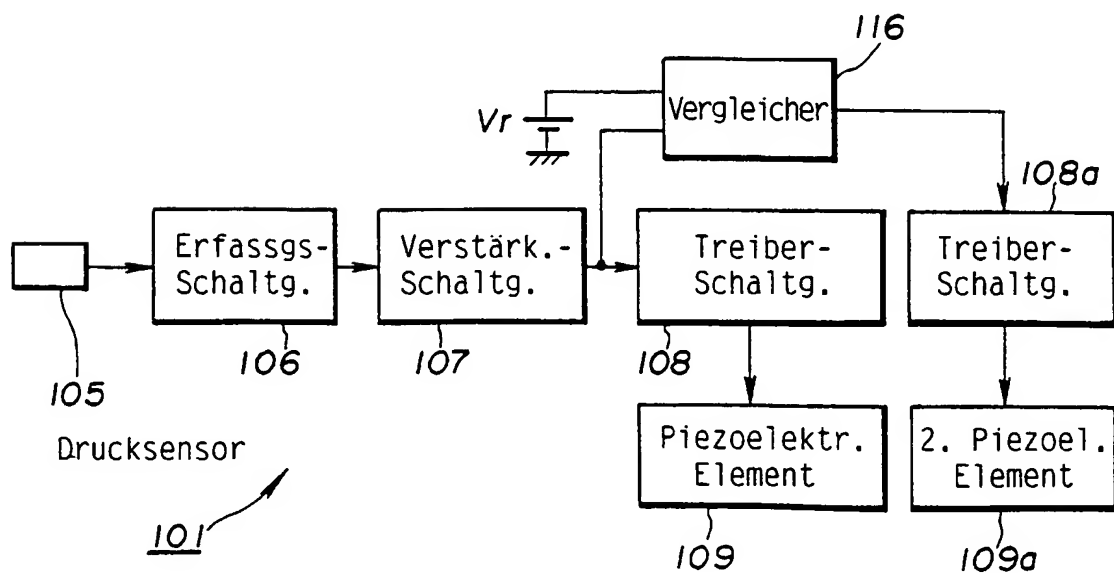 116
Vergleicher
Vr
108a
Erfassgs-
Schaltg.
Verstärk.-
Schaltg.
Treiber-
Schaltg.
Treiber-
Schaltg.
105
106
107
108
Drucksensor
Piezoelektr.
Element
2. Piezoel.
Element
101
109
109a